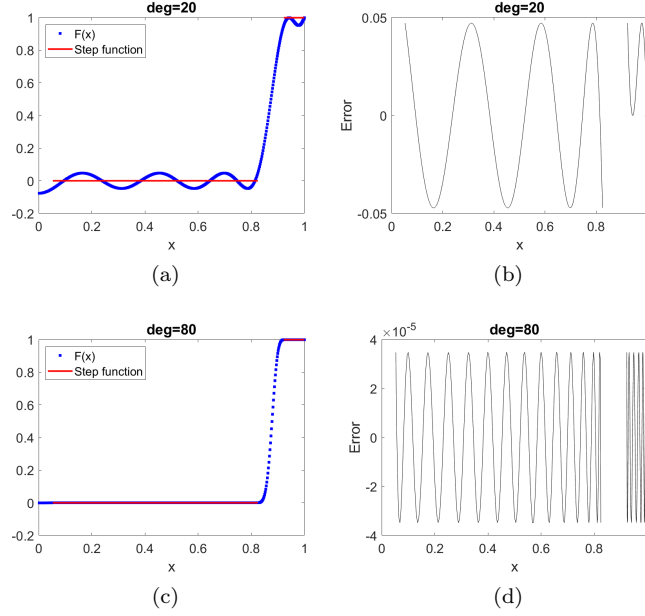 deg=20
1
0.8
0.6
0.4
0.2
0
-0.2
F(x)
Step function
0 0.2 0.4 0.6 0.8 1
x
(a)
0.05
0
-0.05
Error
0 0.2 0.4 0.6 0.8
x
(b)
deg=80
1
0.8
0.6
0.4
0.2
0
-0.2
F(x)
Step function
0 0.2 0.4 0.6 0.8 1
x
(c)
×10⁻⁵
deg=80
4
2
0
-2
-4
Error
0 0.2 0.4 0.6 0.8
x
(d)